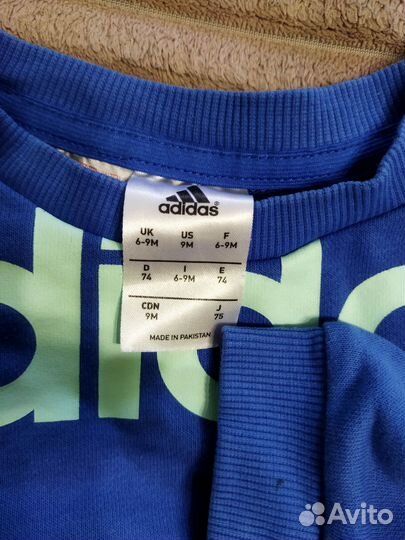 adidas
UK US F
6-9M 9M 6-9M
D I E
74 6-9M 74
CDN J
9M 75
MADE IN PAKISTAN
adida
Avito